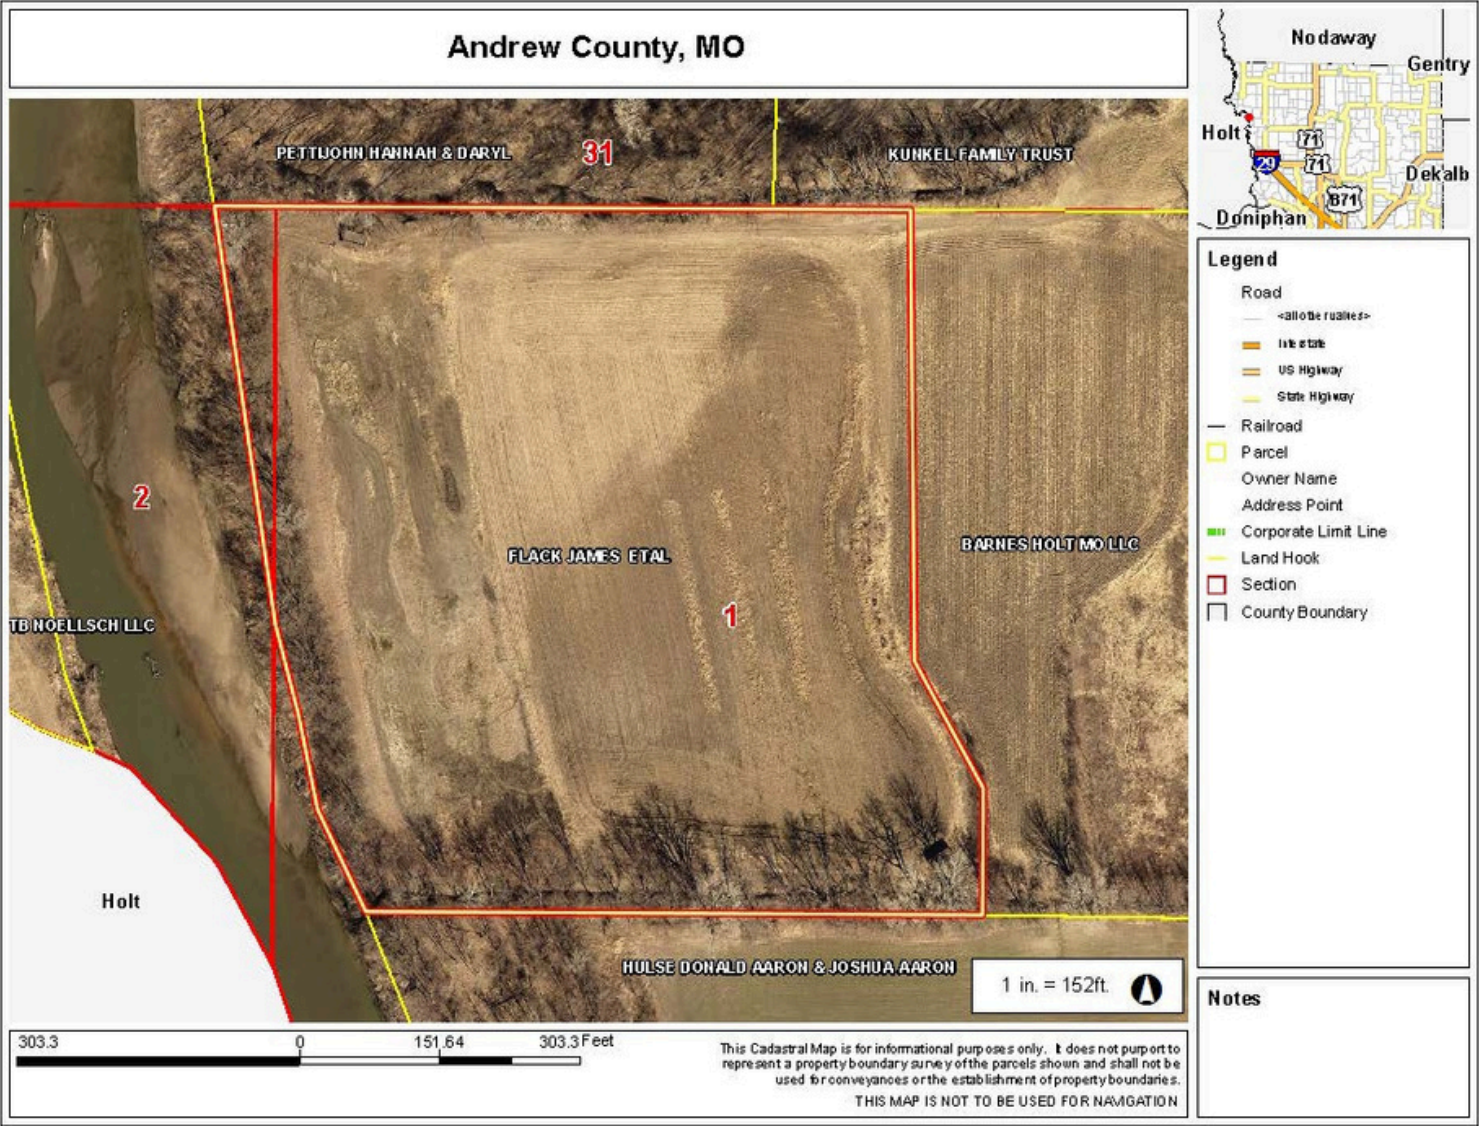 Andrew County, MO
PETTIJOHN HANNAH & DARYL
31
KUNKEL FAMILY TRUST
2
FLACK JAMES ETAL
BARNES HOLT MO LLC
1
TB NOELLSCH LLC
Holt
HULSE DONALD AARON & JOSHUA AARON
1 in. = 152ft.
303.3
0
151.64
303.3 Feet
This Cadastral Map is for informational purposes only. It does not purport to
represent a property boundary survey of the parcels shown and shall not be
used for conveyances or the establishment of property boundaries.
THIS MAP IS NOT TO BE USED FOR NAVIGATION
Nodaway
Gentry
Holt
71
29
71
Dekalb
B71
Doniphan
Legend
Road
<all other values>
Interstate
US Highway
State Highway
Railroad
Parcel
Owner Name
Address Point
Corporate Limit Line
Land Hook
Section
County Boundary
Notes